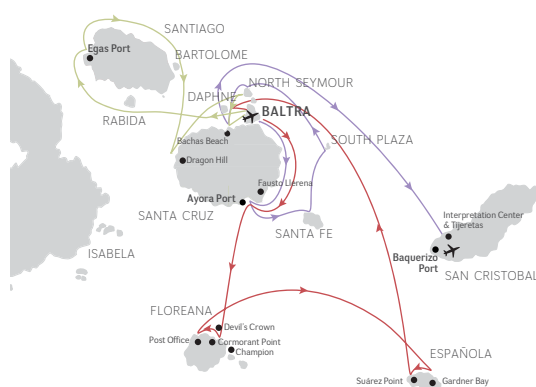 SANTIAGO
Egas Port
BARTOLOME
NORTH SEYMOUR
DAPHNE
BALTRA
RABIDA
Bachas Beach
SOUTH PLAZA
Dragon Hill
Fausto Llerena
Ayora Port
SANTA CRUZ
SANTA FE
Interpretation Center
& Tijeretas
Baquerizo
Port
SAN CRISTOBAL
ISABELA
FLOREANA
Devil´s Crown
Post Office
Cormorant Point
Champion
ESPAÑOLA
Suárez Point
Gardner Bay